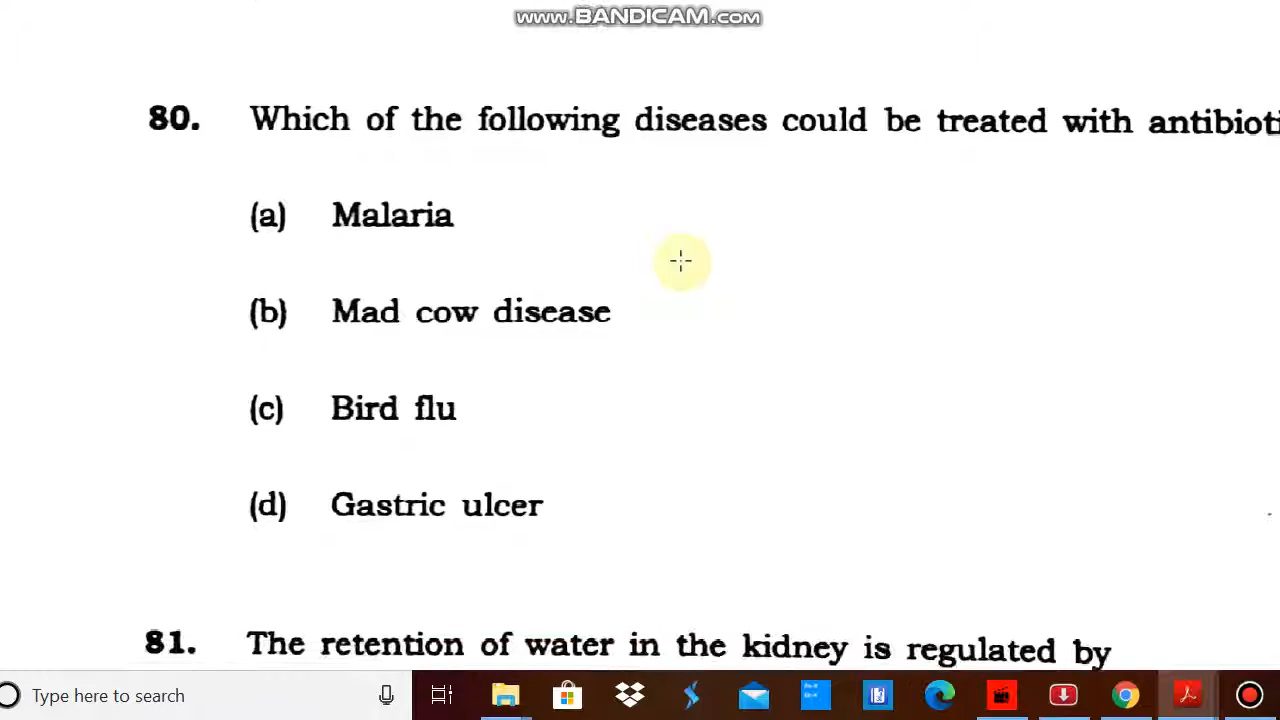 www.BANDICAM.com
80. Which of the following diseases could be treated with antibioti
(a) Malaria
(b) Mad cow disease
(c) Bird flu
(d) Gastric ulcer
81. The retention of water in the kidney is regulated by
Type here to search